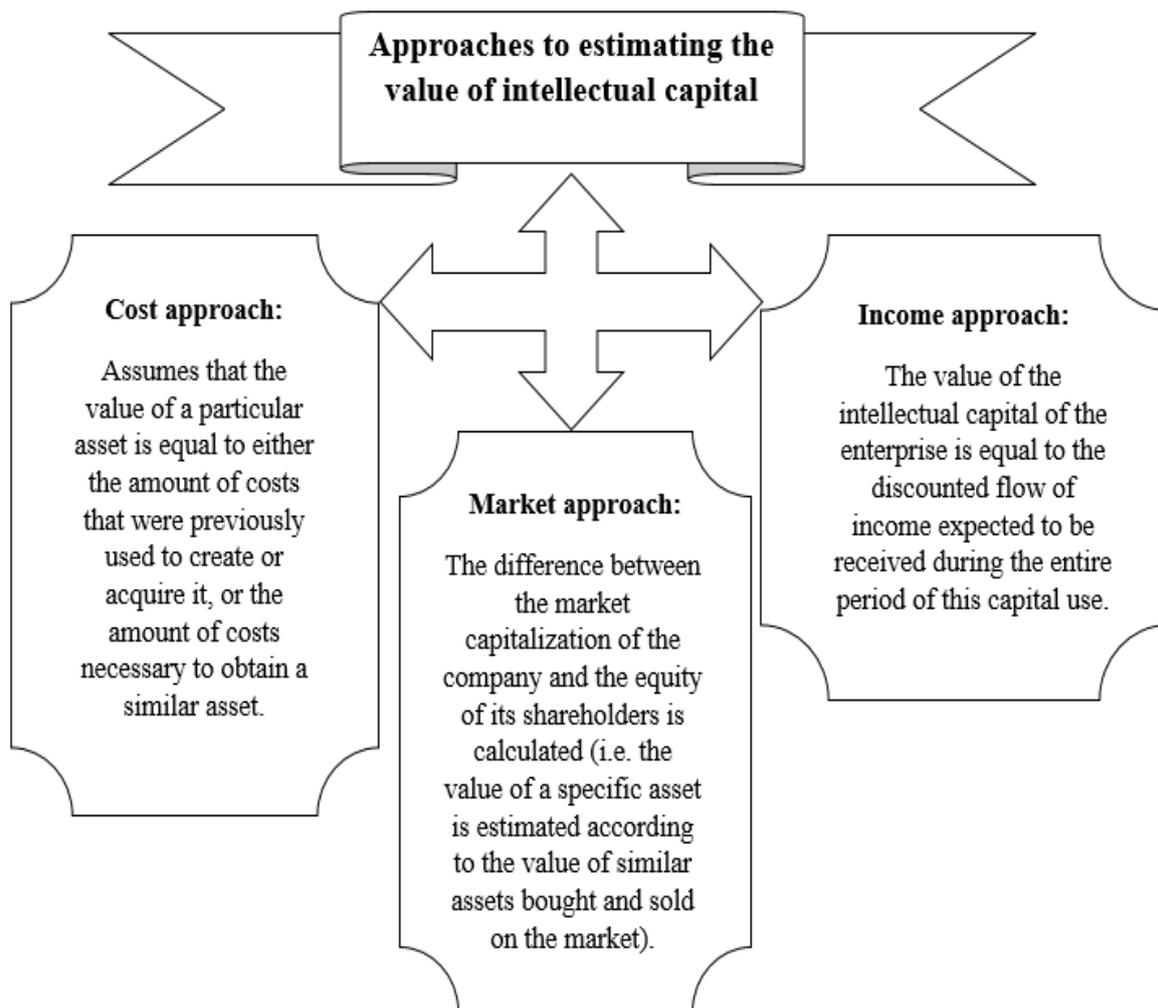 Approaches to estimating the
value of intellectual capital
Cost approach:
Assumes that the
value of a particular
asset is equal to either
the amount of costs
that were previously
used to create or
acquire it, or the
amount of costs
necessary to obtain a
similar asset.
Market approach:
The difference between
the market
capitalization of the
company and the equity
of its shareholders is
calculated (i.e. the
value of a specific asset
is estimated according
to the value of similar
assets bought and sold
on the market).
Income approach:
The value of the
intellectual capital of the
enterprise is equal to the
discounted flow of
income expected to be
received during the entire
period of this capital use.